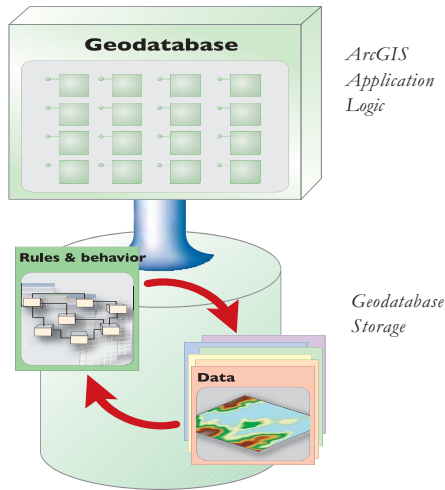 Geodatabase
ArcGIS
Application
Logic
Rules & behavior
Geodatabase
Storage
Data